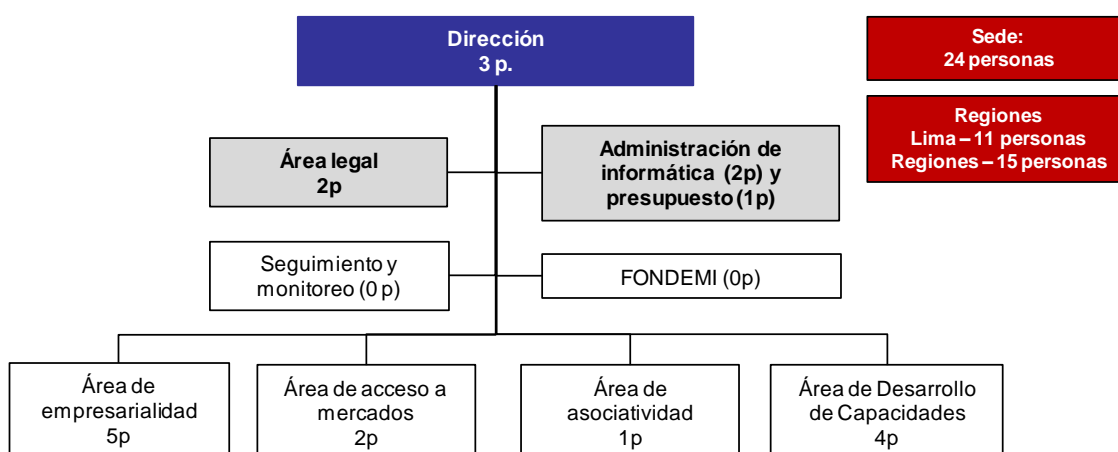 Dirección
3 p.
Sede:
24 personas
Regiones
Lima – 11 personas
Regiones – 15 personas
Área legal
2p
Administración de
informática (2p) y
presupuesto (1p)
Seguimiento y
monitoreo (0 p)
FONDEMI (0p)
Área de
empresarialidad
5p
Área de acceso a
mercados
2p
Área de
asociatividad
1p
Área de Desarrollo
de Capacidades
4p